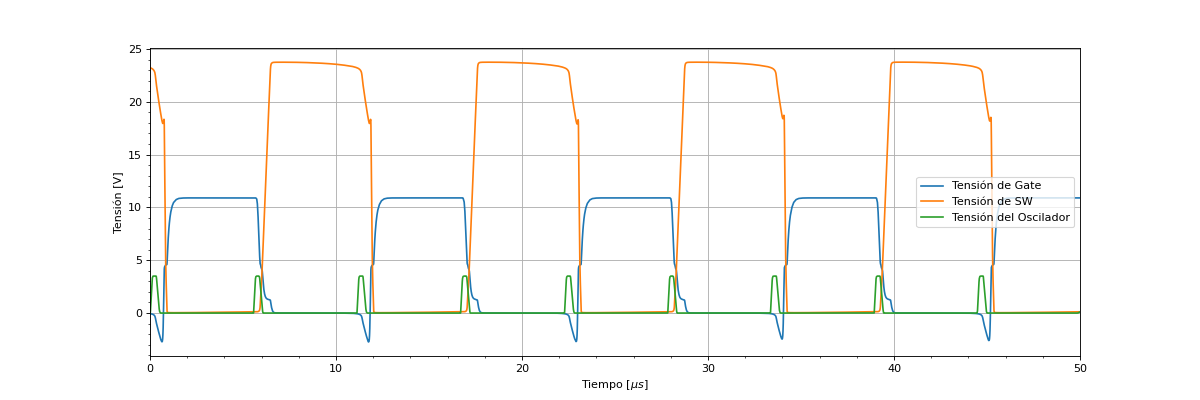 25
20
15
10
5
0
Tensión [V]
0
10
20
30
40
50
Tiempo [μs]
Tensión de Gate
Tensión de SW
Tensión del Oscilador